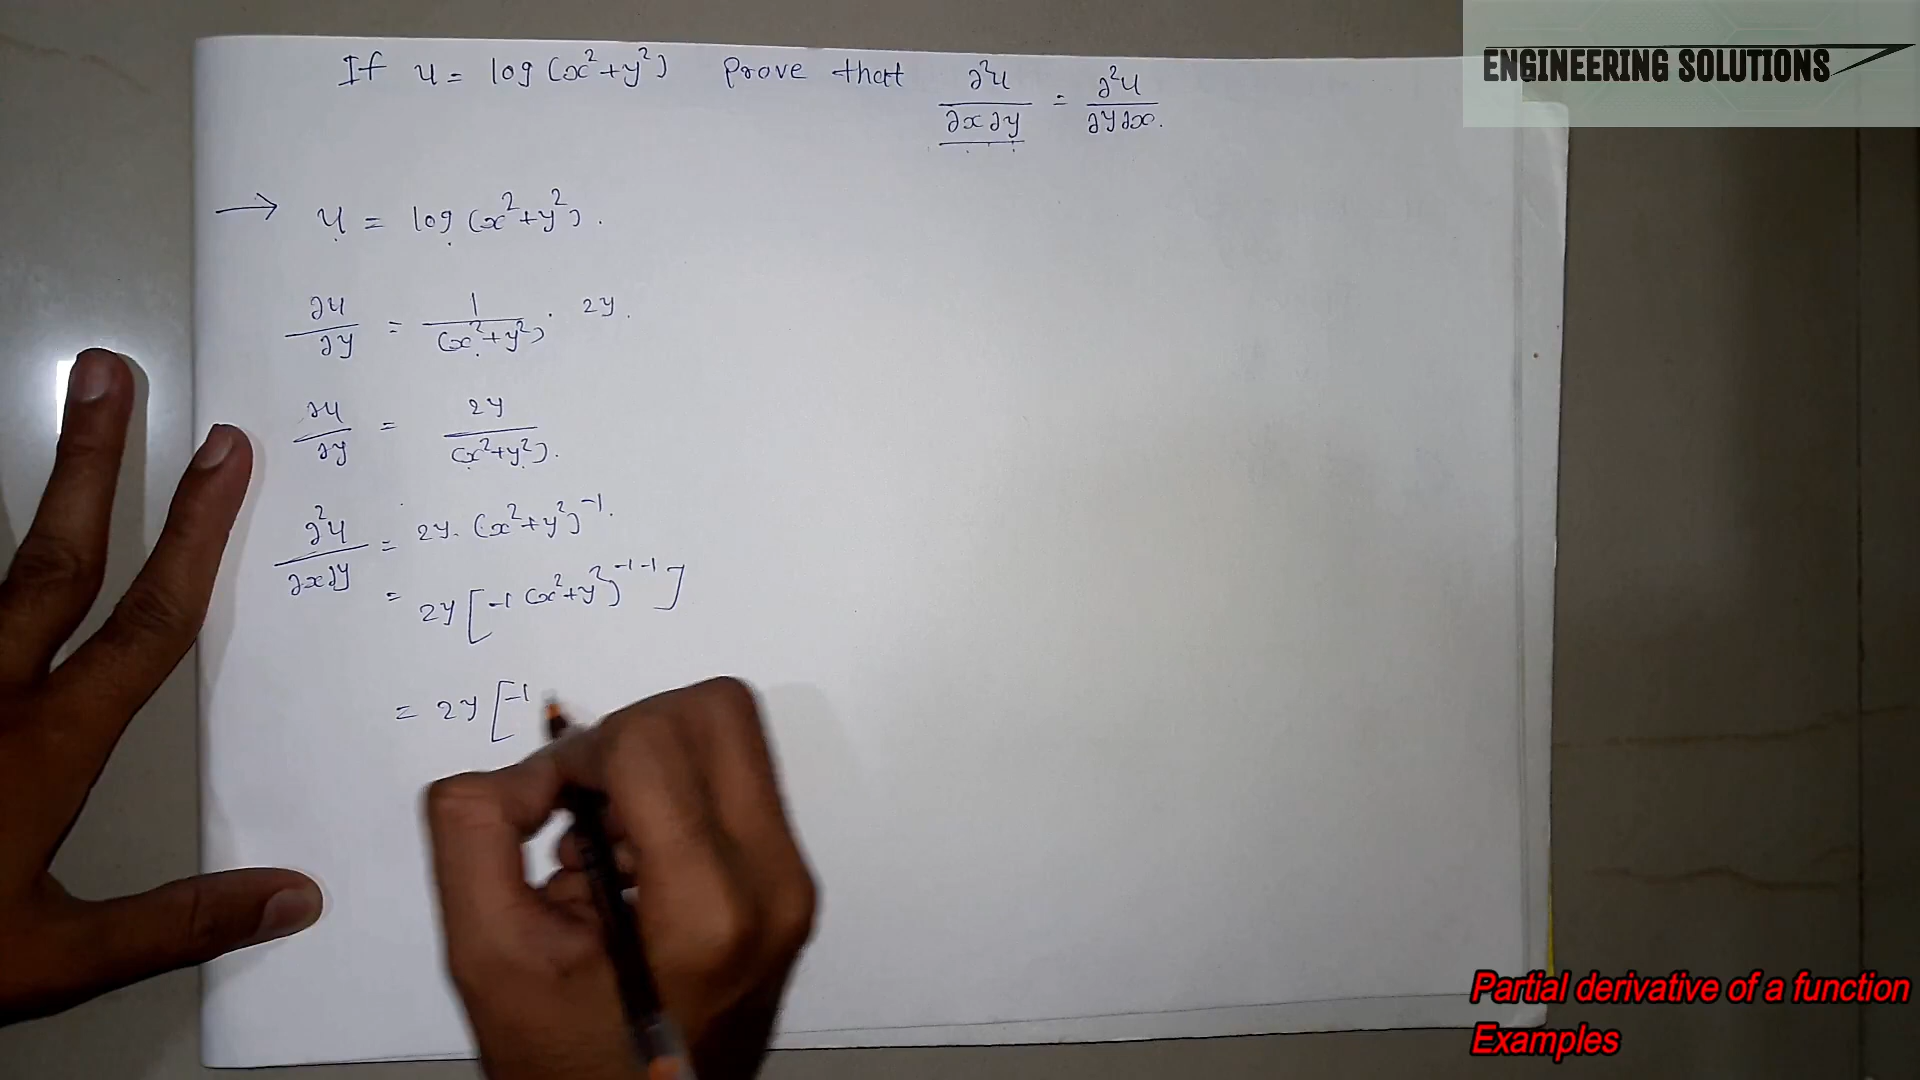 If u = log(x²+y²) Prove that ∂²u/∂x∂y = ∂²u/∂y∂x.
ENGINEERING SOLUTIONS
→ u = log(x²+y²).
∂u/∂y = 1/(x²+y²) · 2y.
∂u/∂y = 2y/(x²+y²).
∂²u/∂x∂y = 2y·(x²+y²)⁻¹.
= 2y[-1(x²+y²)⁻¹⁻¹]
= 2y[-1
Partial derivative of a function
Examples